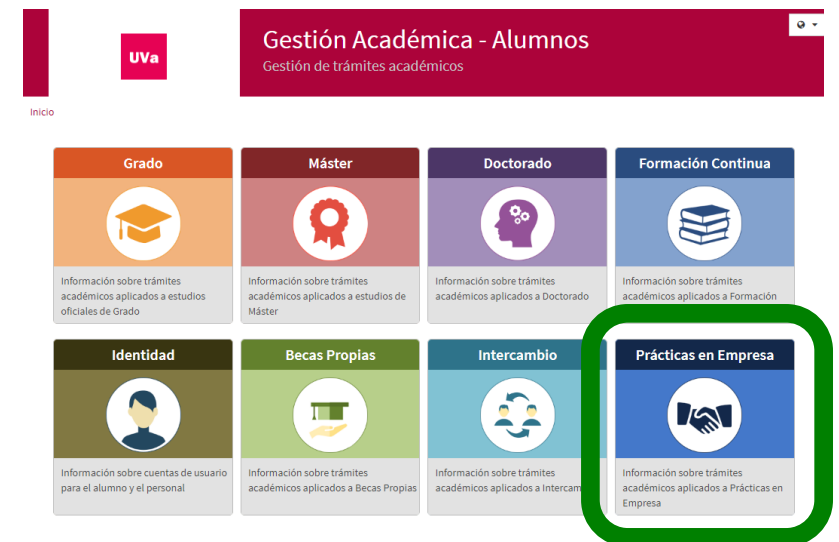 UVa
Gestión Académica - Alumnos
Gestión de trámites académicos
Inicio
Grado
Información sobre trámites
académicos aplicados a estudios
oficiales de Grado
Máster
Información sobre trámites
académicos aplicados a estudios de
Máster
Doctorado
Información sobre trámites
académicos aplicados a Doctorado
Formación Continua
Información sobre trámites
académicos aplicados a Formación
Identidad
Información sobre cuentas de usuario
para el alumno y el personal
Becas Propias
Información sobre trámites
académicos aplicados a Becas Propias
Intercambio
Información sobre trámites
académicos aplicados a Intercam
Prácticas en Empresa
Información sobre trámites
académicos aplicados a Prácticas en
Empresa